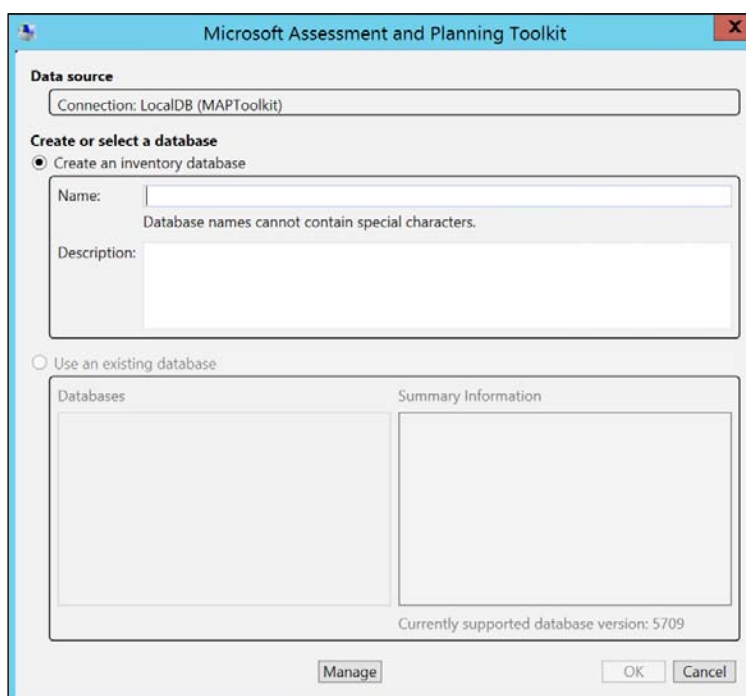 Microsoft Assessment and Planning Toolkit
X
Data source
Connection: LocalDB (MAPToolkit)
Create or select a database
Create an inventory database
Name:
Database names cannot contain special characters.
Description:
Use an existing database
Databases Summary Information
Currently supported database version: 5709
Manage OK Cancel